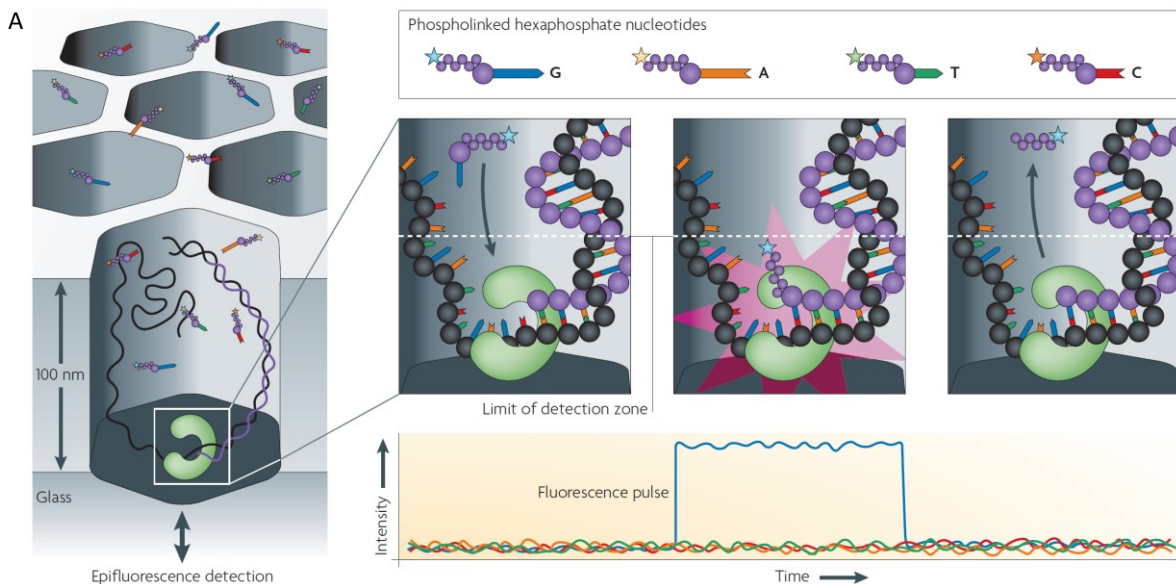 A
Phospholinked hexaphosphate nucleotides
G
A
T
C
100 nm
Limit of detection zone
Glass
Fluorescence pulse
Intensity
Epifluorescence detection
Time